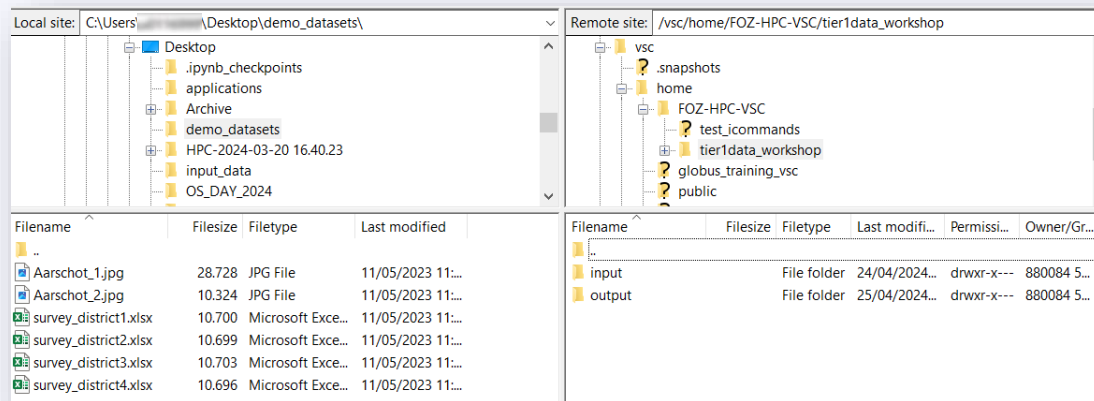 Local site: C:\Users\ \Desktop\demo_datasets\
Desktop
.ipynb_checkpoints
applications
Archive
demo_datasets
HPC-2024-03-20 16.40.23
input_data
OS_DAY_2024
Filename Filesize Filetype Last modified
..
Aarschot_1.jpg 28.728 JPG File 11/05/2023 11:...
Aarschot_2.jpg 10.324 JPG File 11/05/2023 11:...
survey_district1.xlsx 10.700 Microsoft Exce... 11/05/2023 11:...
survey_district2.xlsx 10.699 Microsoft Exce... 11/05/2023 11:...
survey_district3.xlsx 10.703 Microsoft Exce... 11/05/2023 11:...
survey_district4.xlsx 10.696 Microsoft Exce... 11/05/2023 11:...
Remote site: /vsc/home/FOZ-HPC-VSC/tier1data_workshop
vsc
.snapshots
home
FOZ-HPC-VSC
test_icommands
tier1data_workshop
globus_training_vsc
public
Filename Filesize Filetype Last modifi... Permissi... Owner/Gr...
..
input File folder 24/04/2024... drwxr-x--- 880084 5...
output File folder 25/04/2024... drwxr-x--- 880084 5...